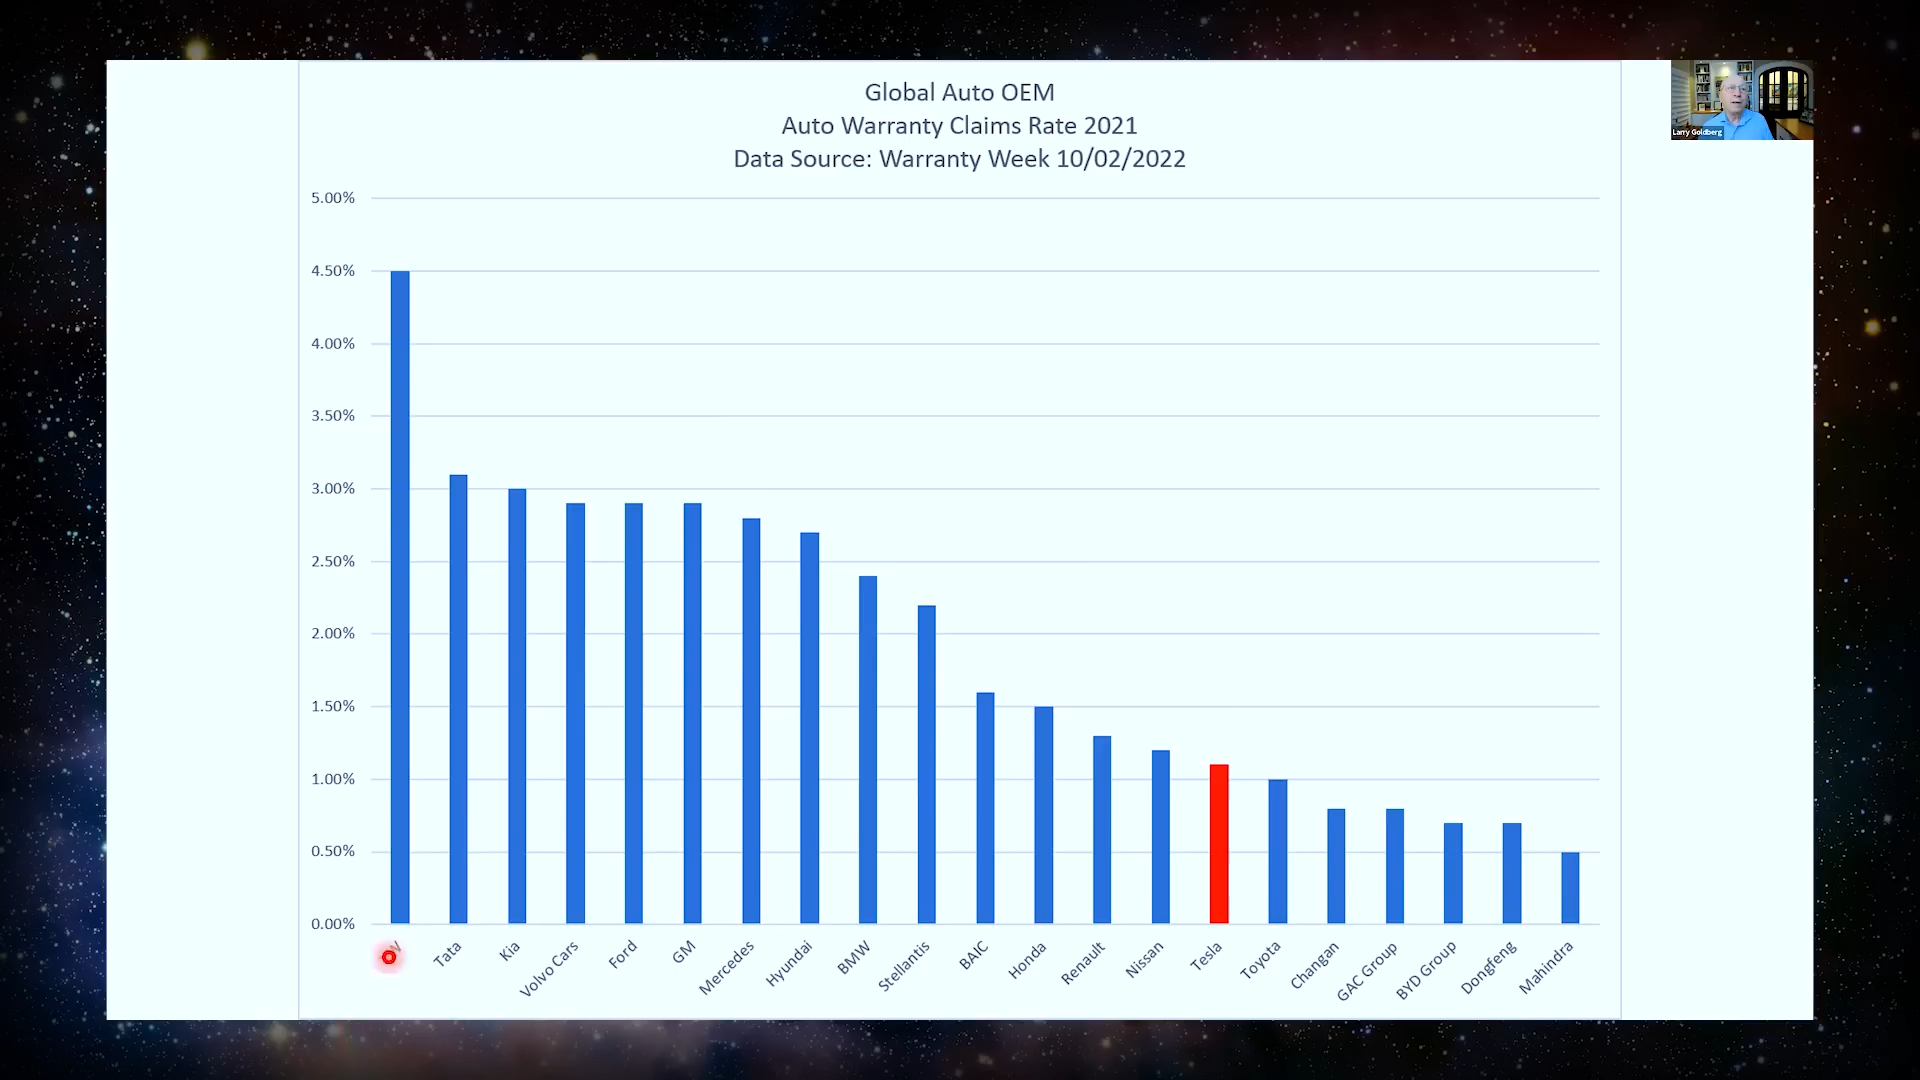 Global Auto OEM
Auto Warranty Claims Rate 2021
Data Source: Warranty Week 10/02/2022
Larry Goldberg
5.00%
4.50%
4.00%
3.50%
3.00%
2.50%
2.00%
1.50%
1.00%
0.50%
0.00%
Tata
Kia
Volvo Cars
Ford
GM
Mercedes
Hyundai
BMW
Stellantis
BAIC
Honda
Renault
Nissan
Tesla
Toyota
Changan
GAC Group
BYD Group
Dongfeng
Mahindra